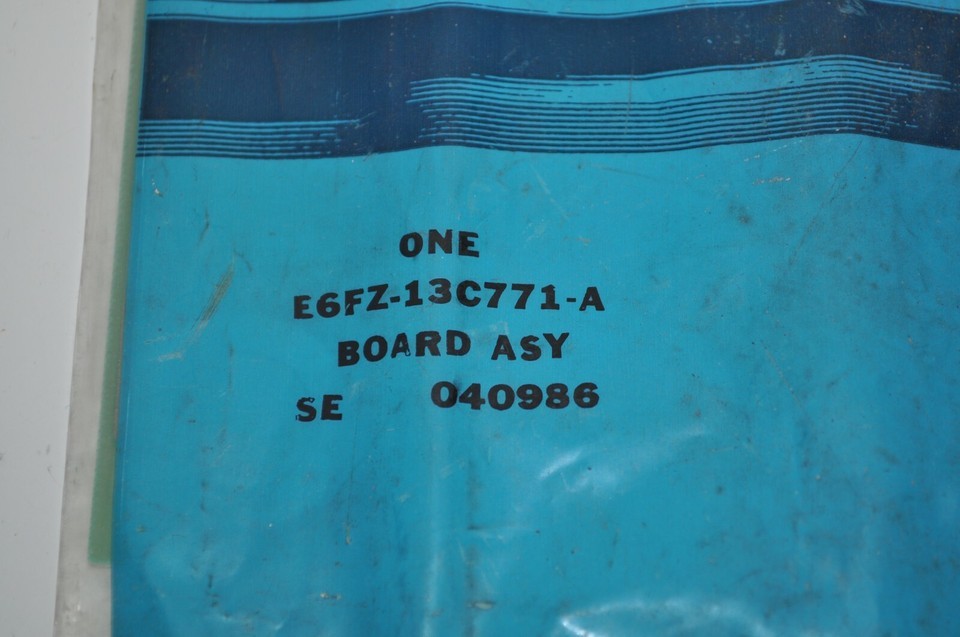 ONE
E6FZ-13C771-A
BOARD ASY
SE 040986